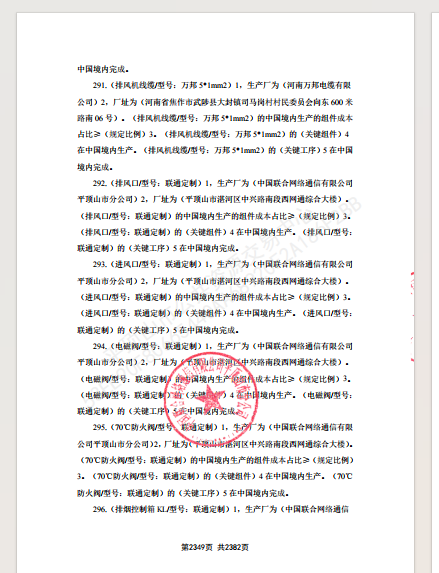 中国境内完成。
291.（排风机线缆/型号：万邦 5*1mm2）1，生产厂为（河南万邦电缆有限
公司）2，厂址为（河南省焦作市武陟县大封镇司马岗村村民委员会向东 600 米
路南 06 号）。（排风机线缆/型号：万邦 5*1mm2）的中国境内生产的组件成本
占比≥（规定比例）3。（排风机线缆/型号：万邦 5*1mm2）的（关键组件）4
在中国境内生产。（排风机线缆/型号：万邦 5*1mm2）的（关键工序）5 在中国
境内完成。
292.（排风口/型号：联通定制）1，生产厂为（中国联合网络通信有限公司
平顶山市分公司）2，厂址为（平顶山市湛河区中兴路南段西网通综合大楼）。
（排风口/型号：联通定制）的中国境内生产的组件成本占比≥（规定比例）3。
（排风口/型号：联通定制）的（关键组件）4 在中国境内生产。（排风口/型号：
联通定制）的（关键工序）5 在中国境内完成。
293.（进风口/型号：联通定制）1，生产厂为（中国联合网络通信有限公司
平顶山市分公司）2，厂址为（平顶山市湛河区中兴路南段西网通综合大楼）。
（进风口/型号：联通定制）的中国境内生产的组件成本占比≥（规定比例）3。
（进风口/型号：联通定制）的（关键组件）4 在中国境内生产。（进风口/型号：
联通定制）的（关键工序）5 在中国境内完成。
294.（电磁阀/型号：联通定制）1，生产厂为（中国联合网络通信有限公司
平顶山市分公司）2，厂址为（平顶山市湛河区中兴路南段西网通综合大楼）。
（电磁阀/型号：联通定制）的中国境内生产的组件成本占比≥（规定比例）3。
（电磁阀/型号：联通定制）的（关键组件）4 在中国境内生产。（电磁阀/型号：
联通定制）的（关键工序）5 在中国境内完成。
295.（70℃防火阀/型号：联通定制）1，生产厂为（中国联合网络通信有限
公司平顶山市分公司）2，厂址为（平顶山市湛河区中兴路南段西网通综合大楼）。
（70℃防火阀/型号：联通定制）的中国境内生产的组件成本占比≥（规定比例）
3。（70℃防火阀/型号：联通定制）的（关键组件）4 在中国境内生产。（70℃
防火阀/型号：联通定制）的（关键工序）5 在中国境内完成。
296.（排烟控制箱 KL/型号：联通定制）1，生产厂为（中国联合网络通信
第2349页 共2382页